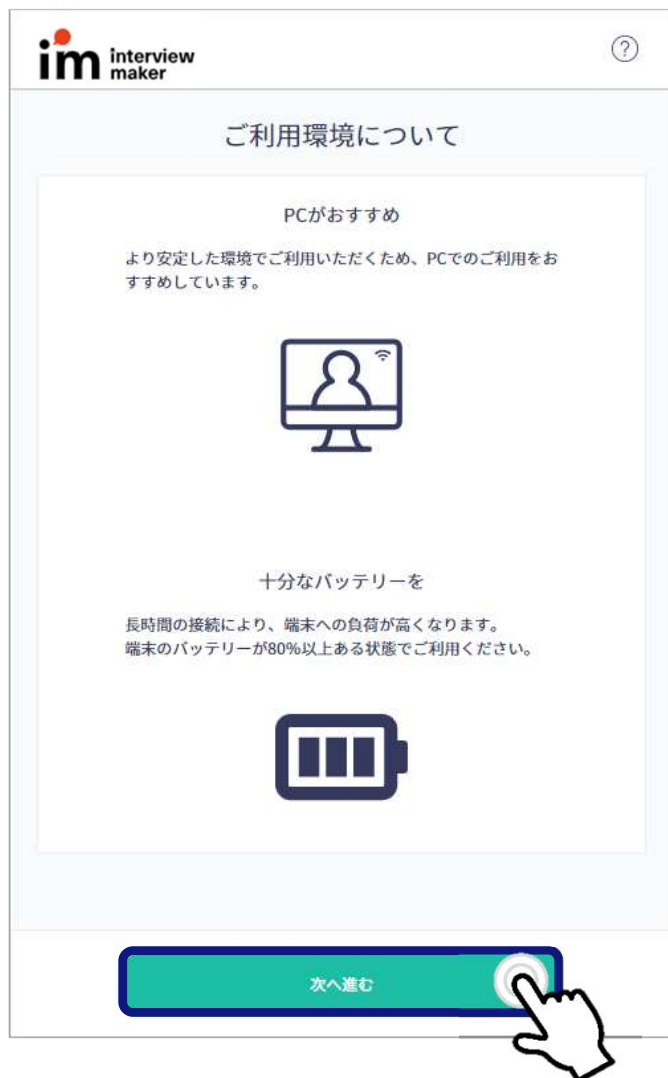 im interview
maker
?
ご利用環境について
PCがおすすめ
より安定した環境でご利用いただくため、PCでのご利用をお
すすめしています。
十分なバッテリーを
長時間の接続により、端末への負荷が高くなります。
端末のバッテリーが80%以上ある状態でご利用ください。
次へ進む